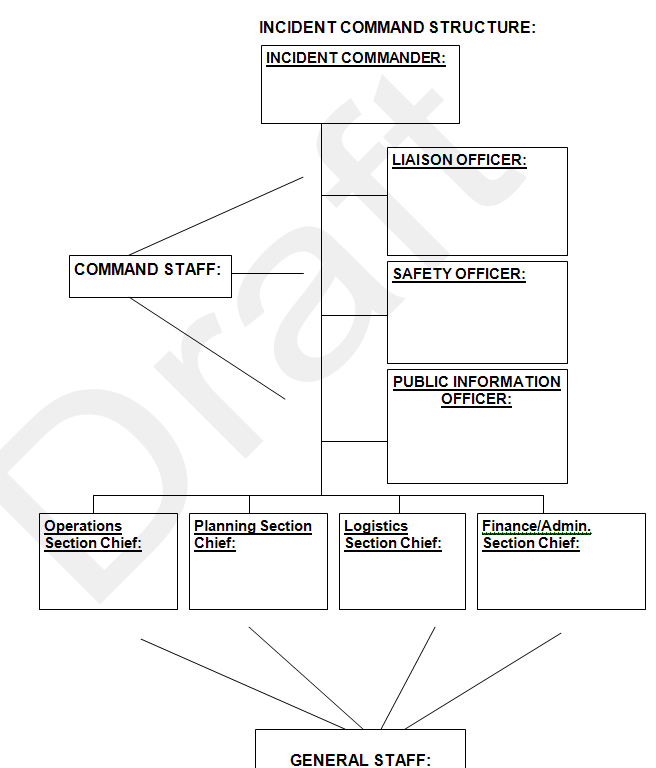 INCIDENT COMMAND STRUCTURE:
INCIDENT COMMANDER:
LIAISON OFFICER:
COMMAND STAFF:
SAFETY OFFICER:
PUBLIC INFORMATION
OFFICER:
Operations
Section Chief:
Planning Section
Chief:
Logistics
Section Chief:
Finance/Admin.
Section Chief:
GENERAL STAFF:
Draft